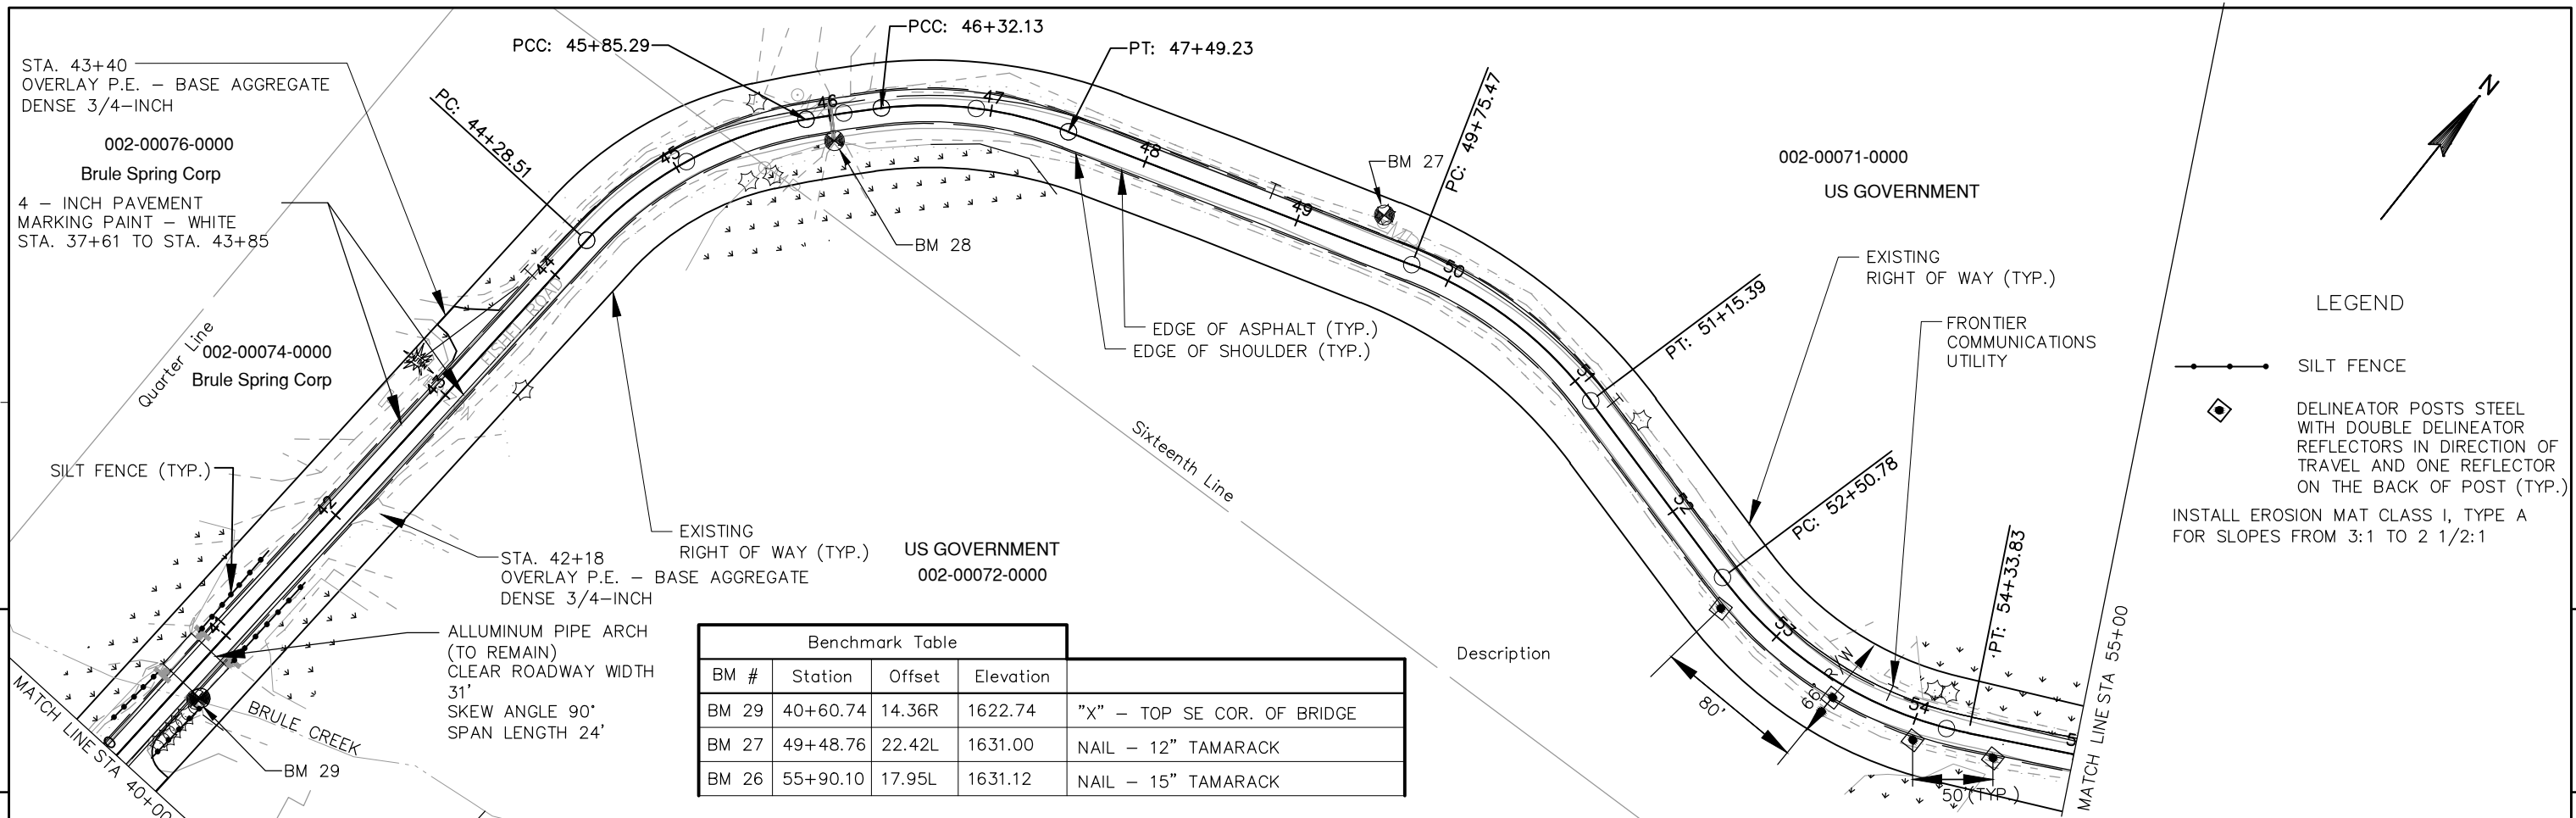 STA. 43+40
OVERLAY P.E. – BASE AGGREGATE
DENSE 3/4–INCH
002-00076-0000
Brule Spring Corp
4 – INCH PAVEMENT
MARKING PAINT – WHITE
STA. 37+61 TO STA. 43+85
Quarter Line
002-00074-0000
Brule Spring Corp
SILT FENCE (TYP.)
MATCH LINE STA 40+00
PC: 44+28.51
PCC: 45+85.29
PCC: 46+32.13
PT: 47+49.23
BM 28
BM 27
PC: 49+75.47
PT: 51+15.39
PC: 52+50.78
PT: 54+33.83
41
42
43
44
45
46
47
48
49
50
51
52
53
54
5
FISHEL ROAD
EDGE OF ASPHALT (TYP.)
EDGE OF SHOULDER (TYP.)
Sixteenth Line
EXISTING
RIGHT OF WAY (TYP.)
US GOVERNMENT
002-00072-0000
STA. 42+18
OVERLAY P.E. – BASE AGGREGATE
DENSE 3/4–INCH
ALLUMINUM PIPE ARCH
(TO REMAIN)
CLEAR ROADWAY WIDTH
31'
SKEW ANGLE 90°
SPAN LENGTH 24'
BRULE CREEK
BM 29
Benchmark Table
Description
BM # Station Offset Elevation
BM 29 40+60.74 14.36R 1622.74 "X" – TOP SE COR. OF BRIDGE
BM 27 49+48.76 22.42L 1631.00 NAIL – 12" TAMARACK
BM 26 55+90.10 17.95L 1631.12 NAIL – 15" TAMARACK
002-00071-0000
US GOVERNMENT
EXISTING
RIGHT OF WAY (TYP.)
FRONTIER
COMMUNICATIONS
UTILITY
80'
66' R/W
50'(TYP.)
MATCH LINE STA 55+00
N
LEGEND
SILT FENCE
DELINEATOR POSTS STEEL
WITH DOUBLE DELINEATOR
REFLECTORS IN DIRECTION OF
TRAVEL AND ONE REFLECTOR
ON THE BACK OF POST (TYP.)
INSTALL EROSION MAT CLASS I, TYPE A
FOR SLOPES FROM 3:1 TO 2 1/2:1